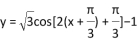 y = √3cos[2(x + π/3) + π/3]−1